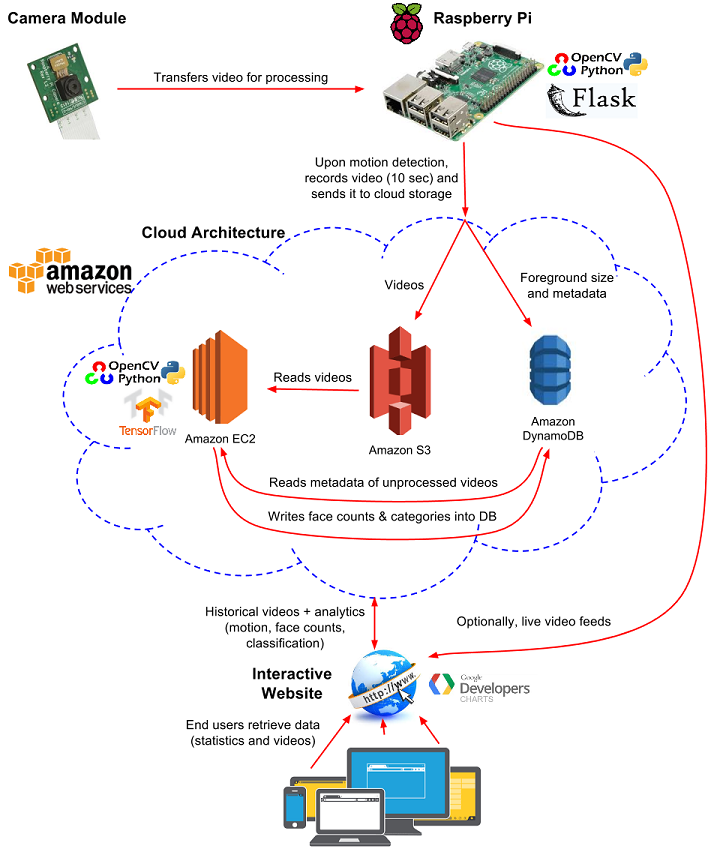 Camera Module
Raspberry Pi
Transfers video for processing
OpenCV
Python
Flask
Upon motion detection,
records video (10 sec) and
sends it to cloud storage
Cloud Architecture
amazon
web services
Videos
Foreground size
and metadata
OpenCV
Python
TensorFlow
Reads videos
Amazon EC2
Amazon S3
Amazon
DynamoDB
Reads metadata of unprocessed videos
Writes face counts & categories into DB
Historical videos + analytics
(motion, face counts,
classification)
Optionally, live video feeds
Interactive
Website
http://www.
Google
Developers
CHARTS
End users retrieve data
(statistics and videos)